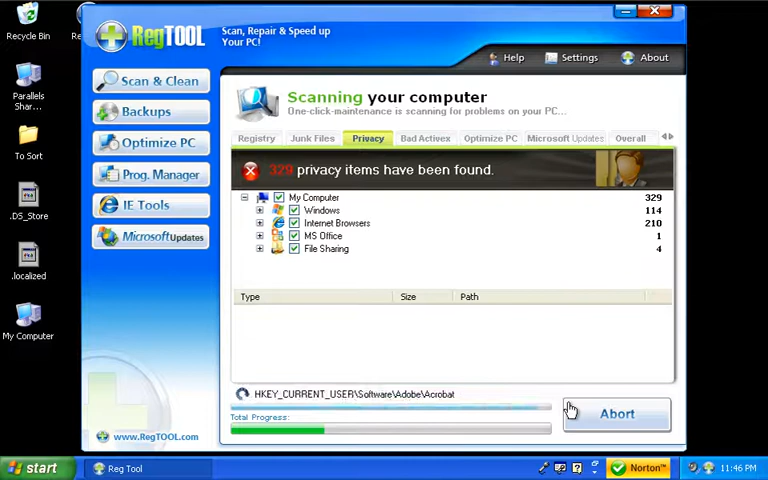 Recycle Bin
Parallels
Shar...
To Sort
.DS_Store
.localized
My Computer
RegTOOL
Scan, Repair & Speed up
Your PC!
Help
Settings
About
Scan & Clean
Backups
Optimize PC
Prog. Manager
IE Tools
Microsoft Updates
www.RegTOOL.com
Scanning your computer
One-click-maintenance is scanning for problems on your PC...
Registry
Junk Files
Privacy
Bad Activex
Optimize PC
Microsoft Updates
Overall
329 privacy items have been found.
My Computer 329
Windows 114
Internet Browsers 210
MS Office 1
File Sharing 4
Type Size Path
HKEY_CURRENT_USER\Software\Adobe\Acrobat
Total Progress:
Abort
start
Reg Tool
Norton™
11:46 PM